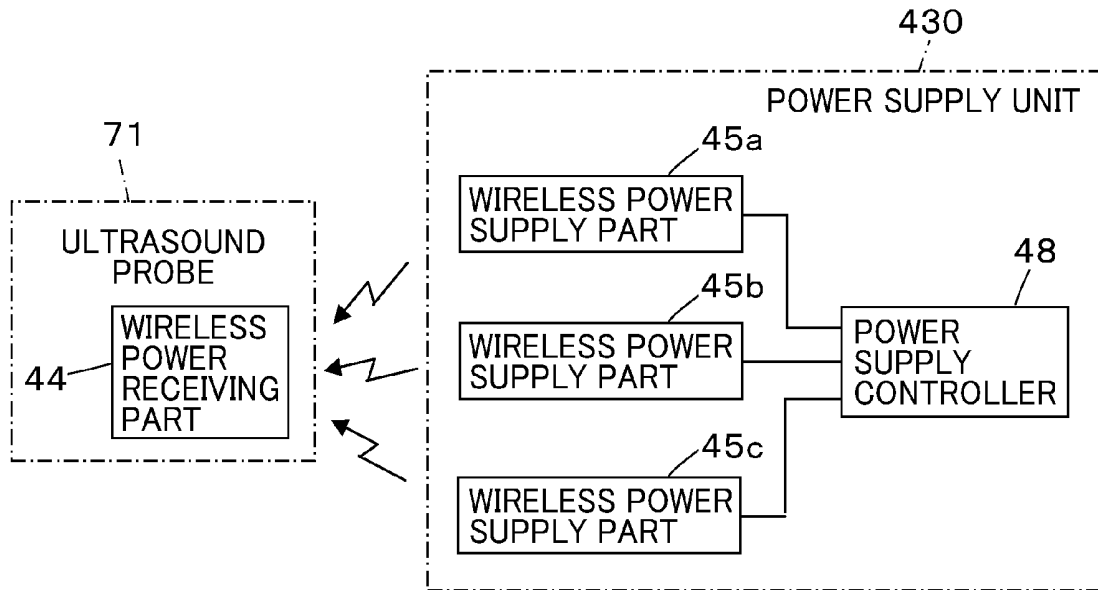 430
POWER SUPPLY UNIT
71
ULTRASOUND
PROBE
44
WIRELESS
POWER
RECEIVING
PART
45a
WIRELESS POWER
SUPPLY PART
45b
WIRELESS POWER
SUPPLY PART
45c
WIRELESS POWER
SUPPLY PART
48
POWER
SUPPLY
CONTROLLER